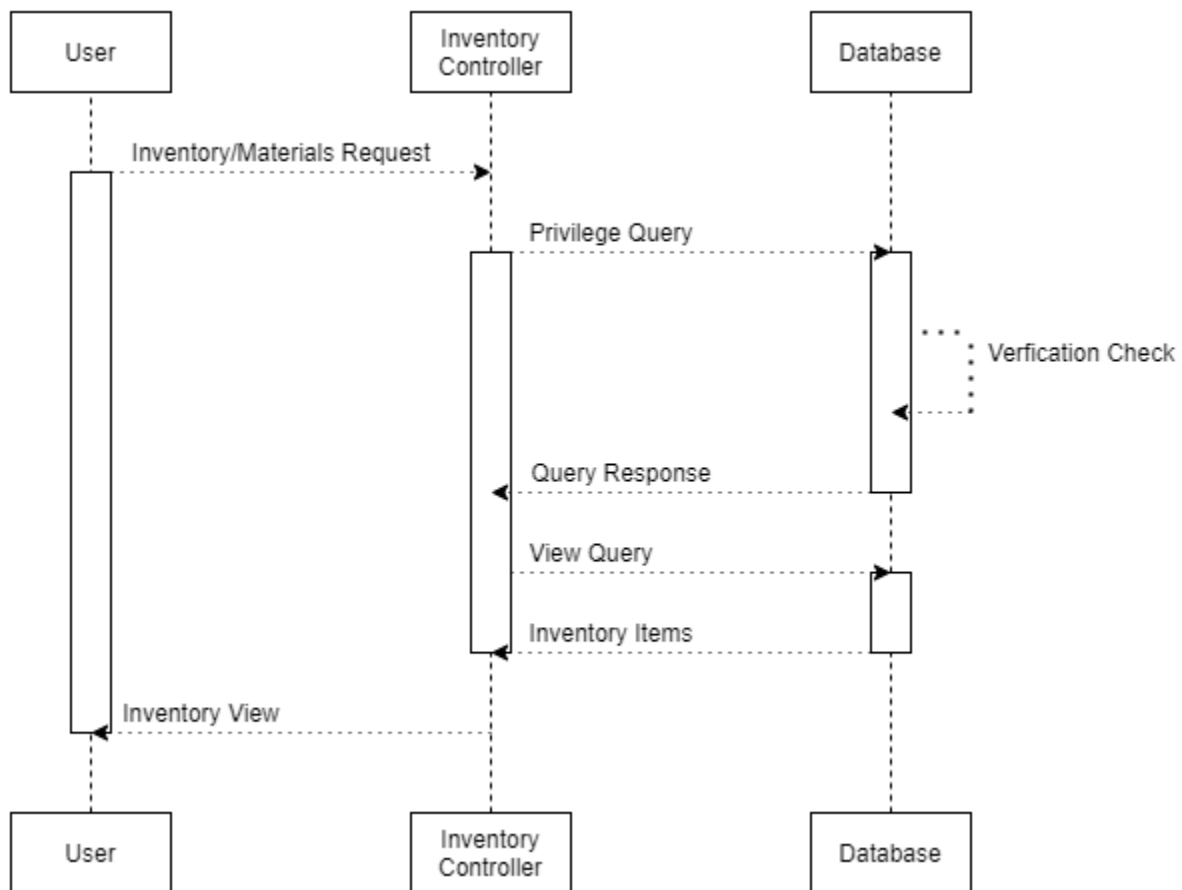 User
Inventory
Controller
Database
Inventory/Materials Request
Privilege Query
Verfication Check
Query Response
View Query
Inventory Items
Inventory View
User
Inventory
Controller
Database